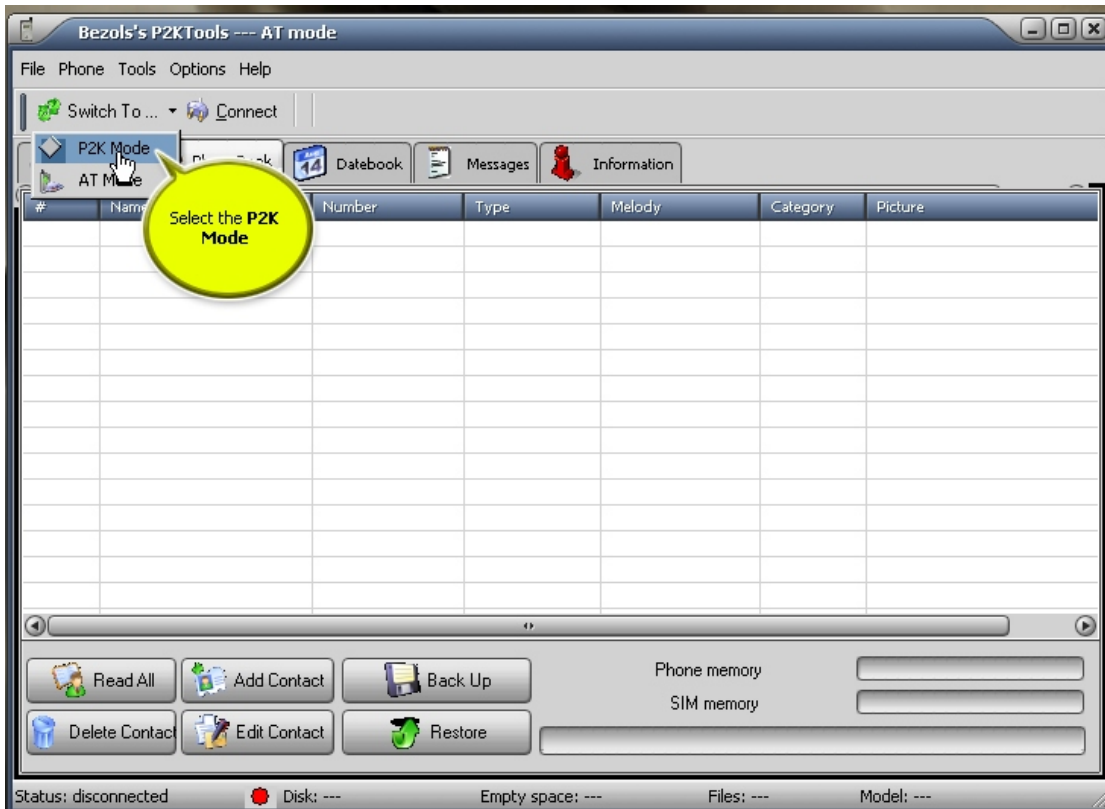 Bezols's P2KTools --- AT mode
File Phone Tools Options Help
Switch To ... Connect
P2K Mode
AT
Datebook Messages Information
Select the P2K
Mode
# Name Number Type Melody Category Picture
Read All Add Contact Back Up
Phone memory
SIM memory
Delete Contact Edit Contact Restore
Status: disconnected Disk: --- Empty space: --- Files: --- Model: ---